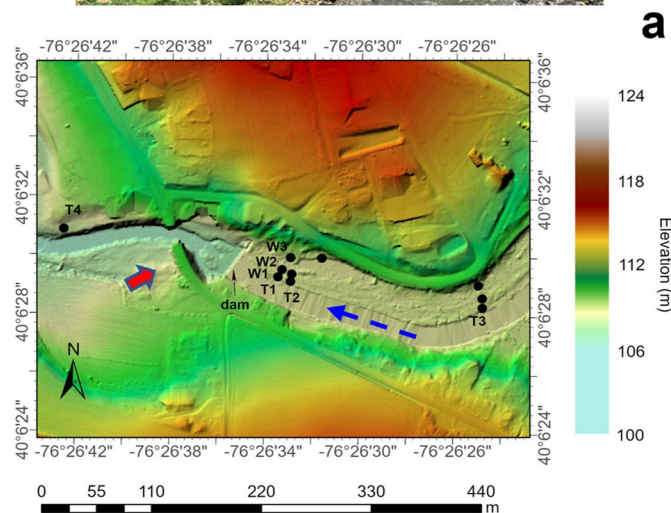 a
-76°26'42" -76°26'38" -76°26'34" -76°26'30" -76°26'26"
40°6'36" 40°6'36"
40°6'32" 40°6'32"
40°6'28" 40°6'28"
40°6'24" 40°6'24"
T4
W3
W2
W1
T1 T2
dam
T3
N
-76°26'42" -76°26'38" -76°26'34" -76°26'30" -76°26'26"
124
118
112
106
100
Elevation (m)
0 55 110 220 330 440
m